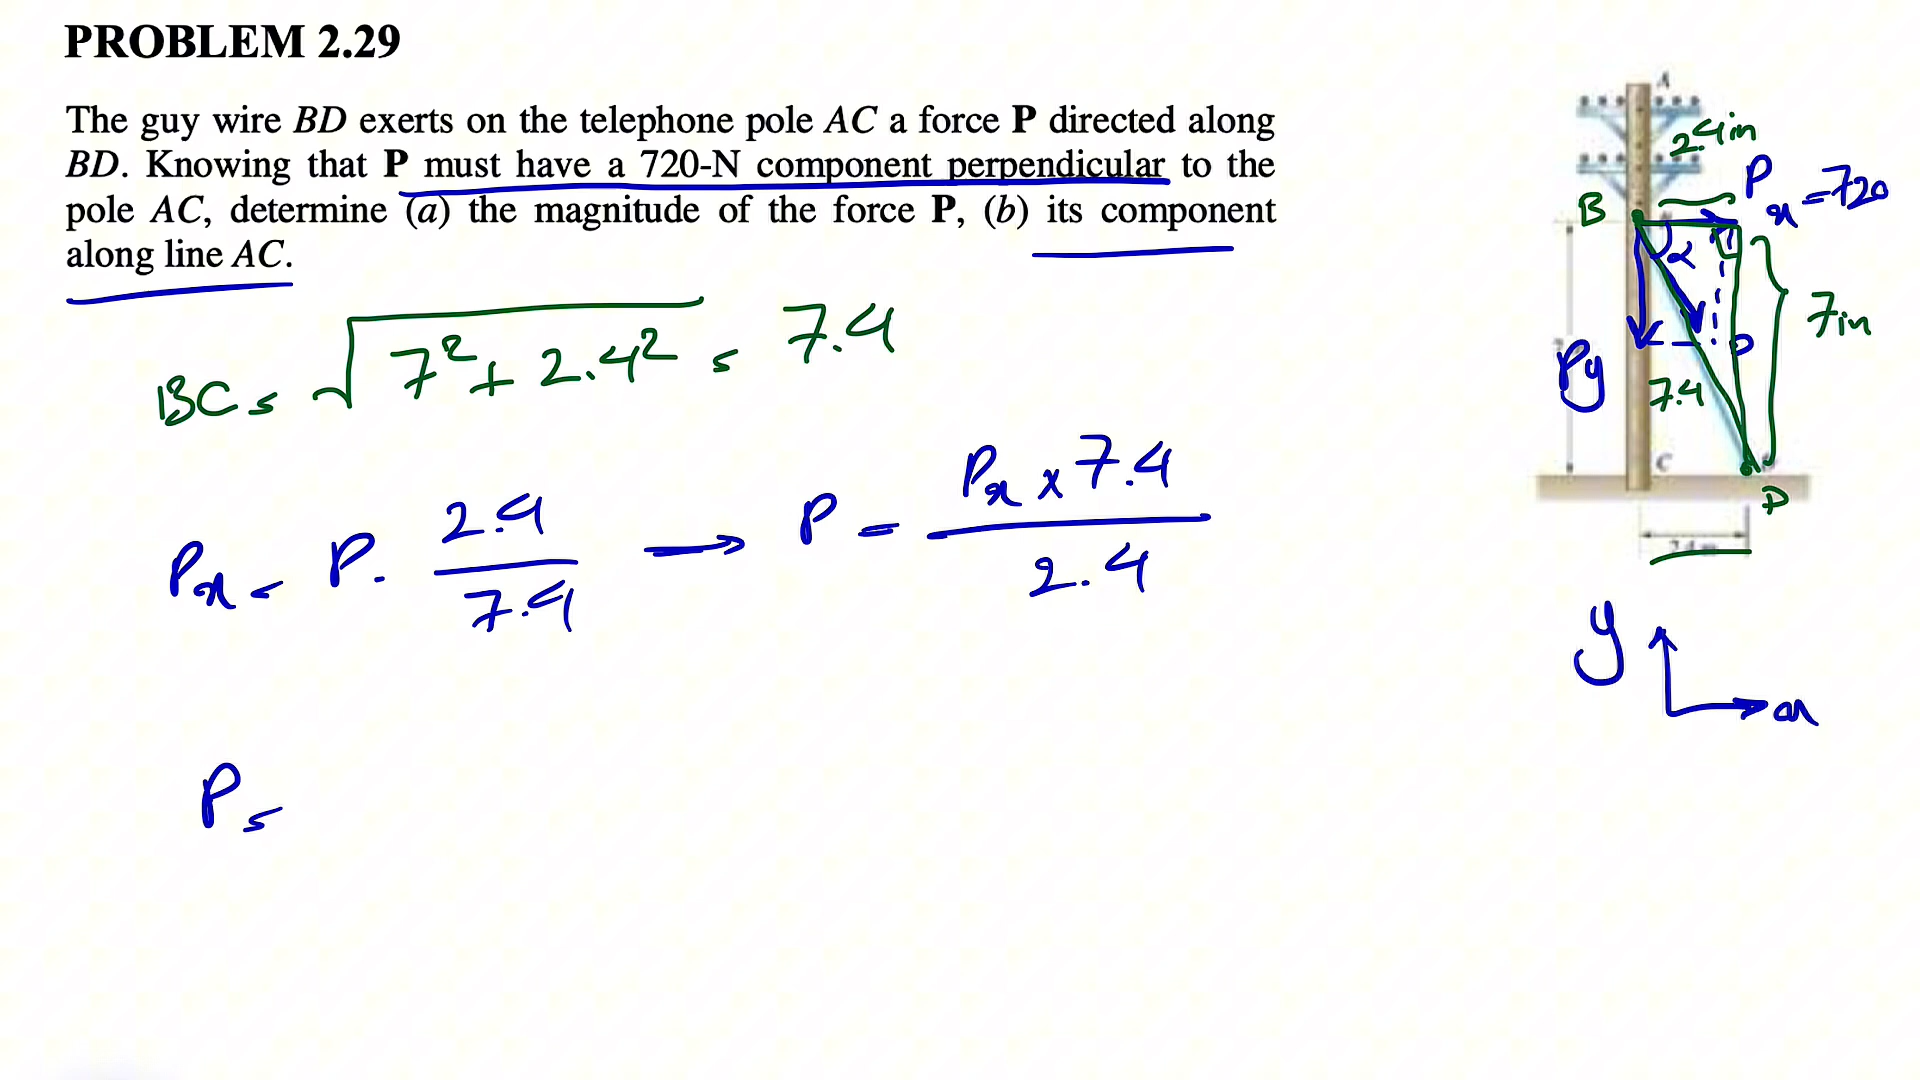 PROBLEM 2.29
The guy wire BD exerts on the telephone pole AC a force P directed along
BD. Knowing that P must have a 720-N component perpendicular to the
pole AC, determine (a) the magnitude of the force P, (b) its component
along line AC.
BC = √7² + 2.4² = 7.4
Px = P. 2.4/7.4 → P = Px x 7.4/2.4
P =
A
2.4in
Px = 720
B
α
7in
P
Py
7.4
C
D
y
x